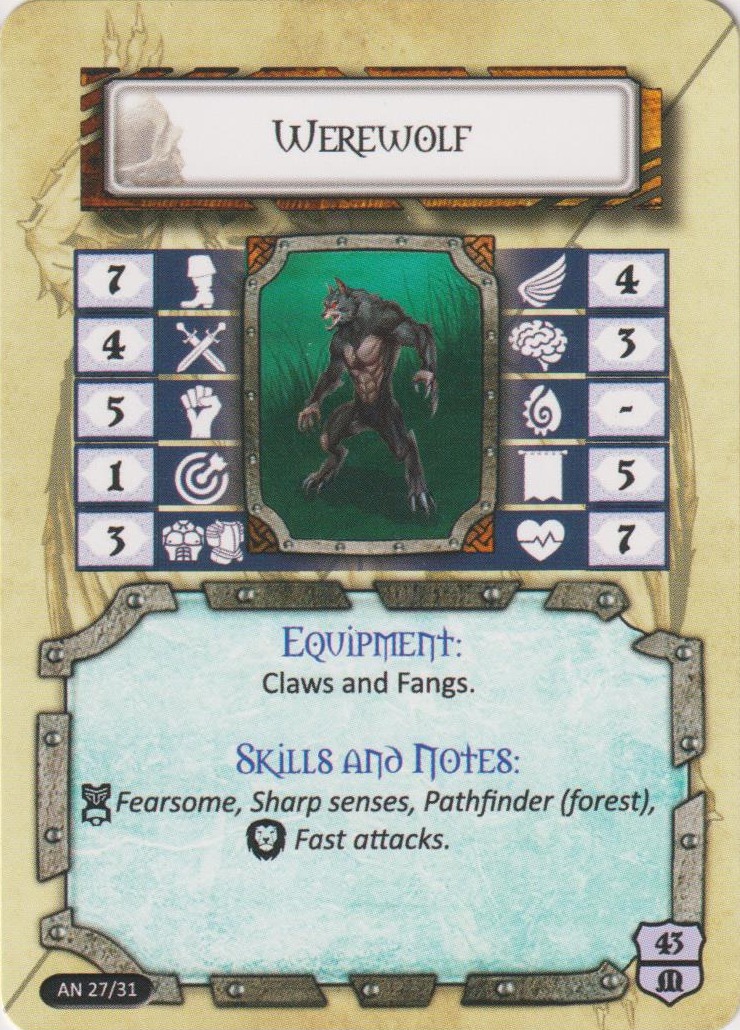 Werewolf
7 4
4 3
5 -
1 5
3 7
Equipment:
Claws and Fangs.
Skills and Notes:
Fearsome, Sharp senses, Pathfinder (forest),
Fast attacks.
43
M
AN 27/31